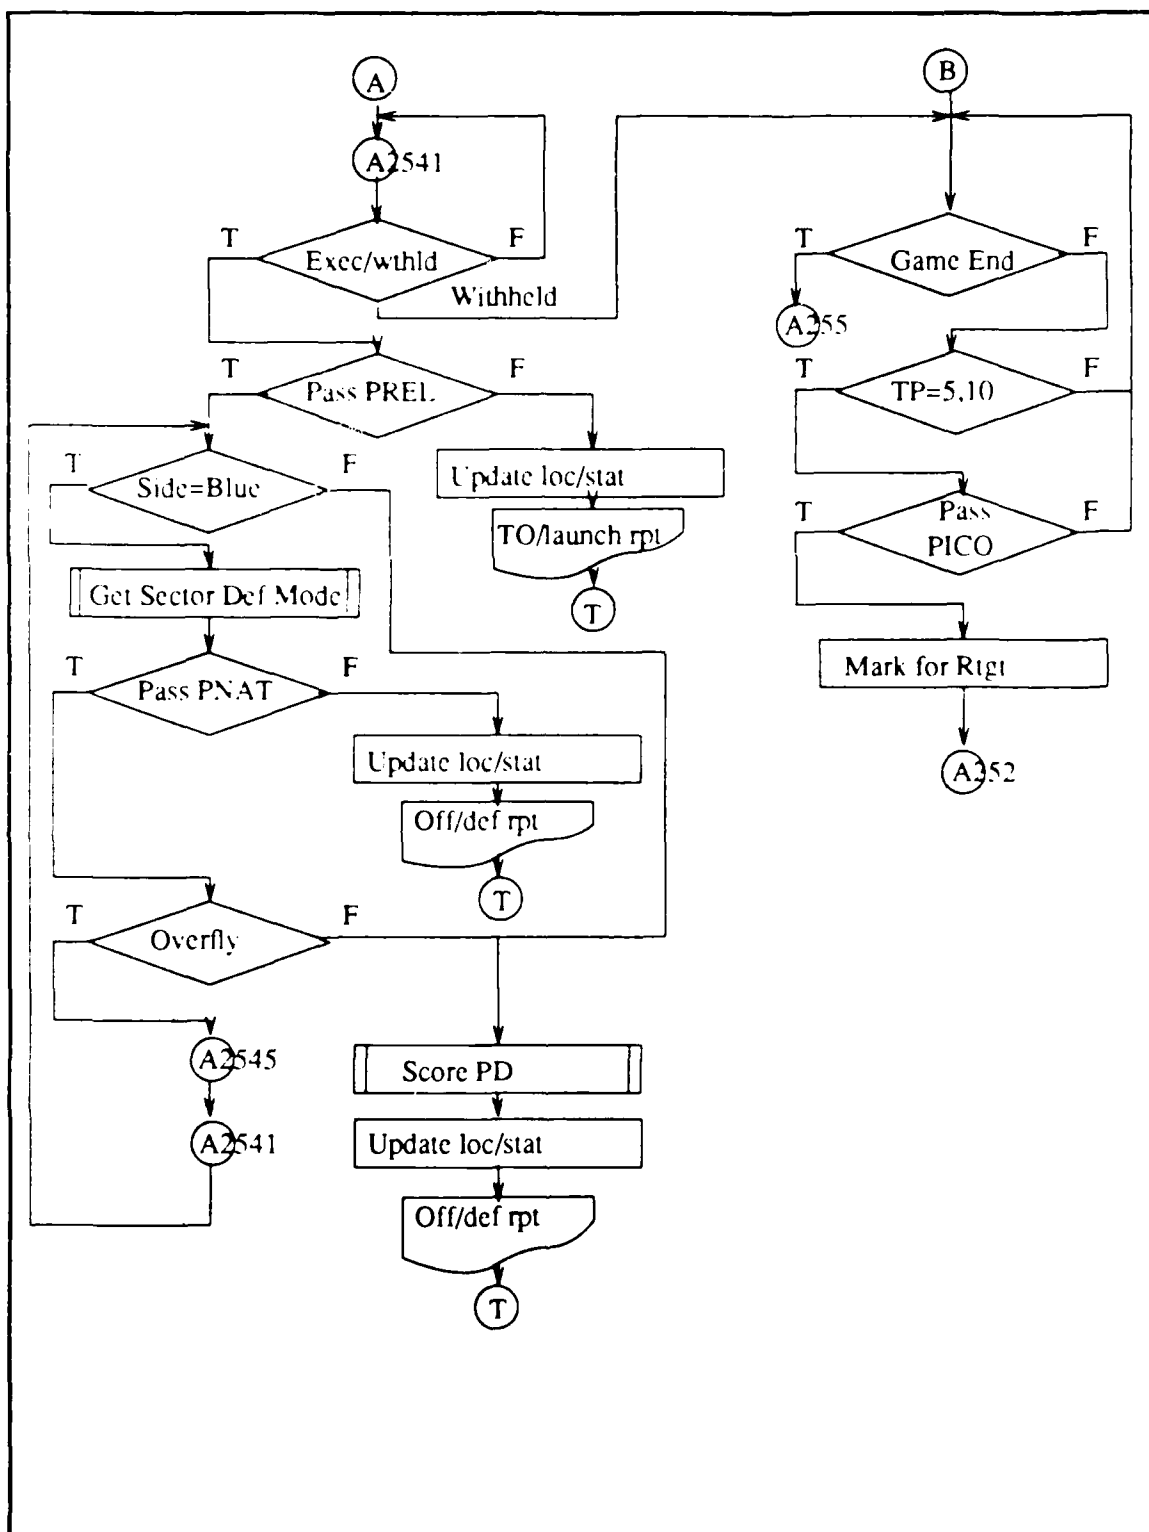 A
B
A2541
T
F
Exec/wthld
Withheld
T
F
Game End
A255
T
F
Pass PREL
T
F
TP=5,10
Update loc/stat
T
F
Side=Blue
TO/launch rpt
T
F
Pass
PICO
Get Sector Def Mode
T
Mark for Rtgt
T
F
Pass PNAT
Update loc/stat
A252
Off/def rpt
T
T
F
Overfly
A2545
Score PD
A2541
Update loc/stat
Off/def rpt
T